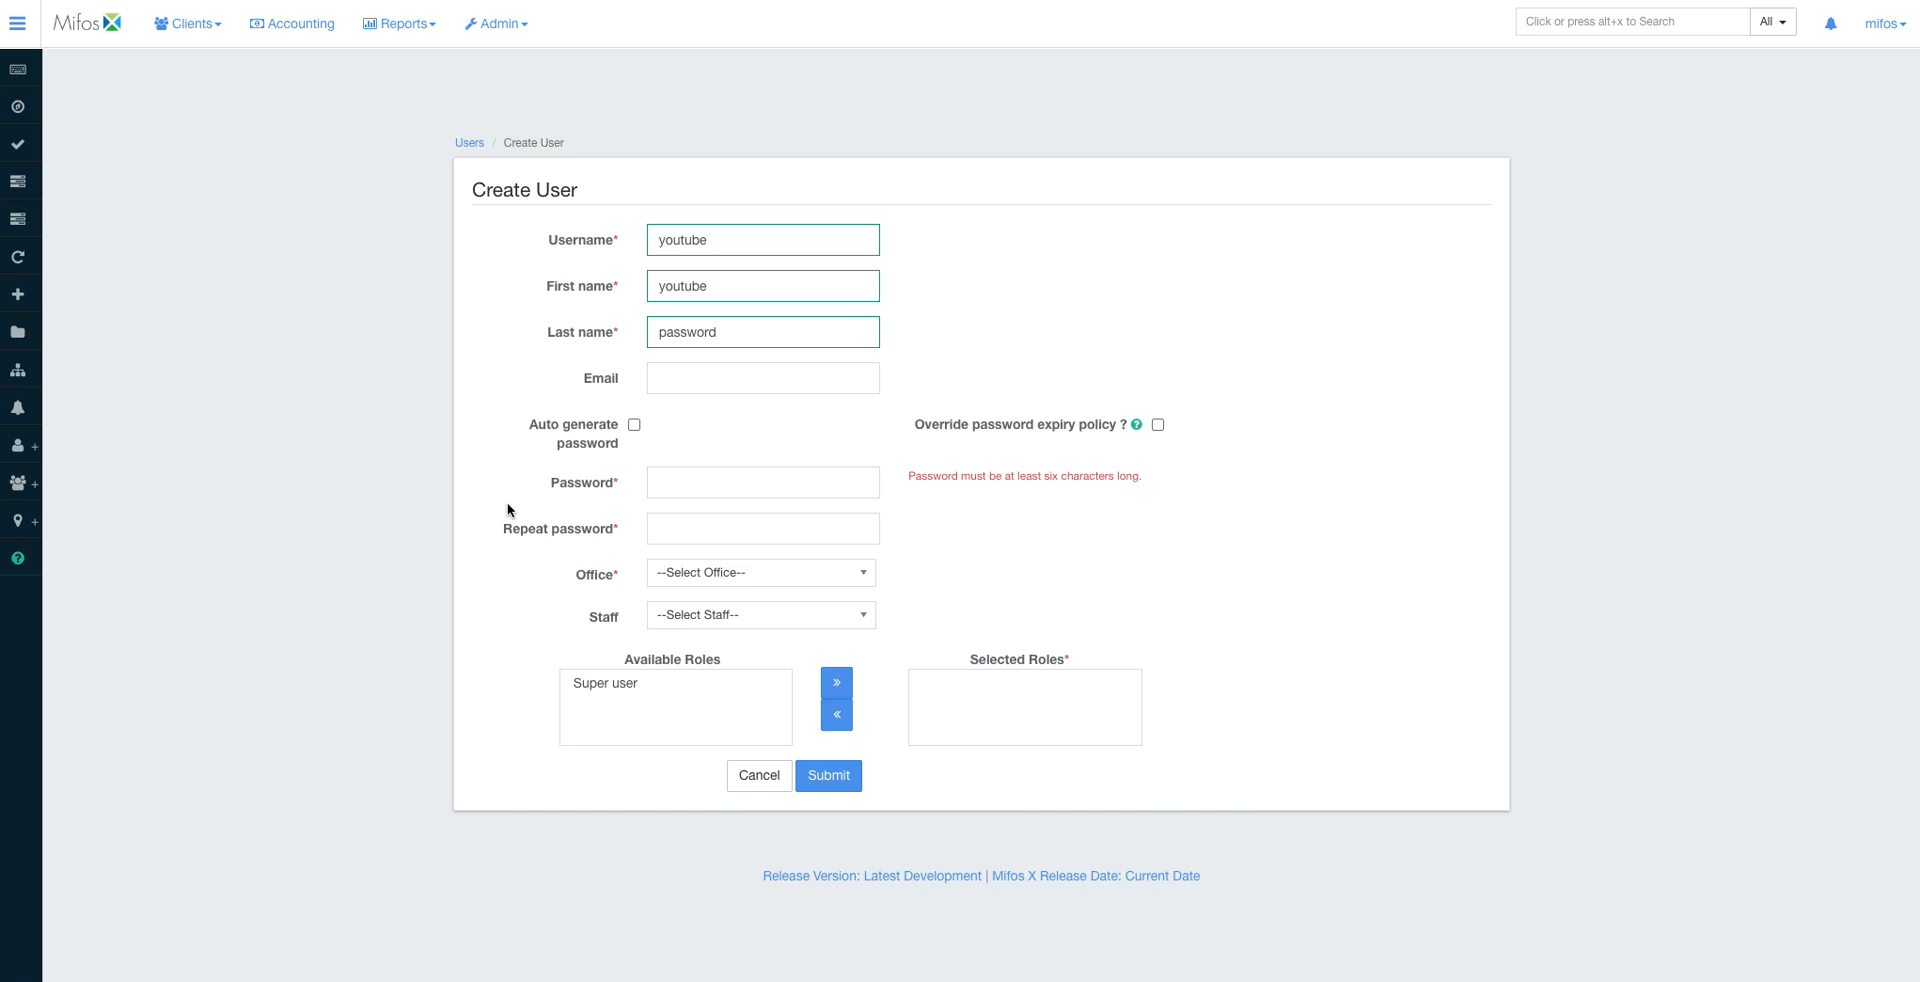 Mifos Clients Accounting Reports Admin Click or press alt+x to Search All mifos
Users / Create User
Create User
Username* youtube
First name* youtube
Last name* password
Email
Auto generate password Override password expiry policy ? ?
Password* Password must be at least six characters long.
Repeat password*
Office* --Select Office--
Staff --Select Staff--
Available Roles Selected Roles*
Super user »
«
Cancel Submit
Release Version: Latest Development | Mifos X Release Date: Current Date